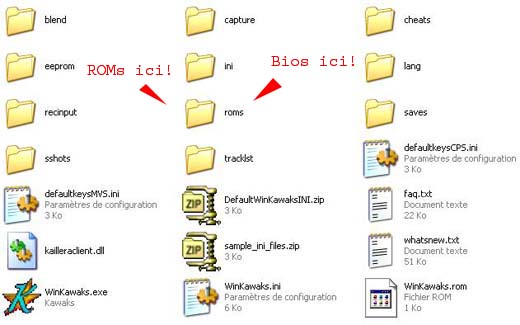 blend
capture
cheats
eeprom
ROMs ici!
ini
Bios ici!
lang
recinput
roms
saves
sshots
tracklst
defaultkeysCPS.ini
Paramètres de configuration
3 Ko
defaultkeysMVS.ini
Paramètres de configuration
3 Ko
ZIP
DefaultWinKawaksINI.zip
3 Ko
faq.txt
Document texte
22 Ko
kailleraclient.dll
ZIP
sample_ini_files.zip
3 Ko
whatsnew.txt
Document texte
51 Ko
WinKawaks.exe
Kawaks
WinKawaks.ini
Paramètres de configuration
6 Ko
WinKawaks.rom
Fichier ROM
1 Ko